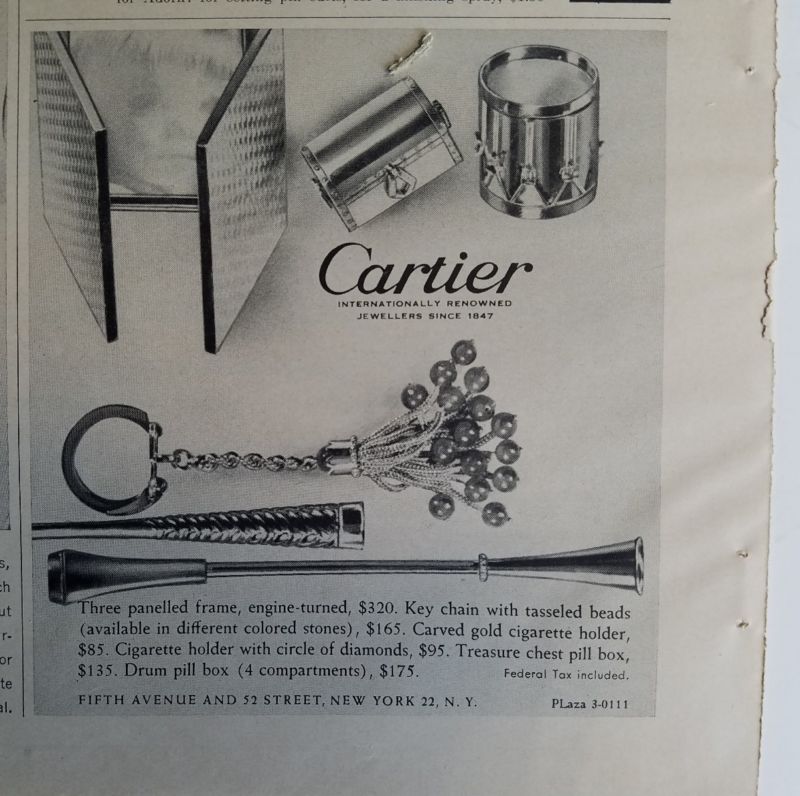 Cartier
INTERNATIONALLY RENOWNED
JEWELLERS SINCE 1847
Three panelled frame, engine-turned, $320. Key chain with tasseled beads
(available in different colored stones), $165. Carved gold cigarette holder,
$85. Cigarette holder with circle of diamonds, $95. Treasure chest pill box,
$135. Drum pill box (4 compartments), $175.
Federal Tax included.
FIFTH AVENUE AND 52 STREET, NEW YORK 22, N. Y.
PLaza 3-0111